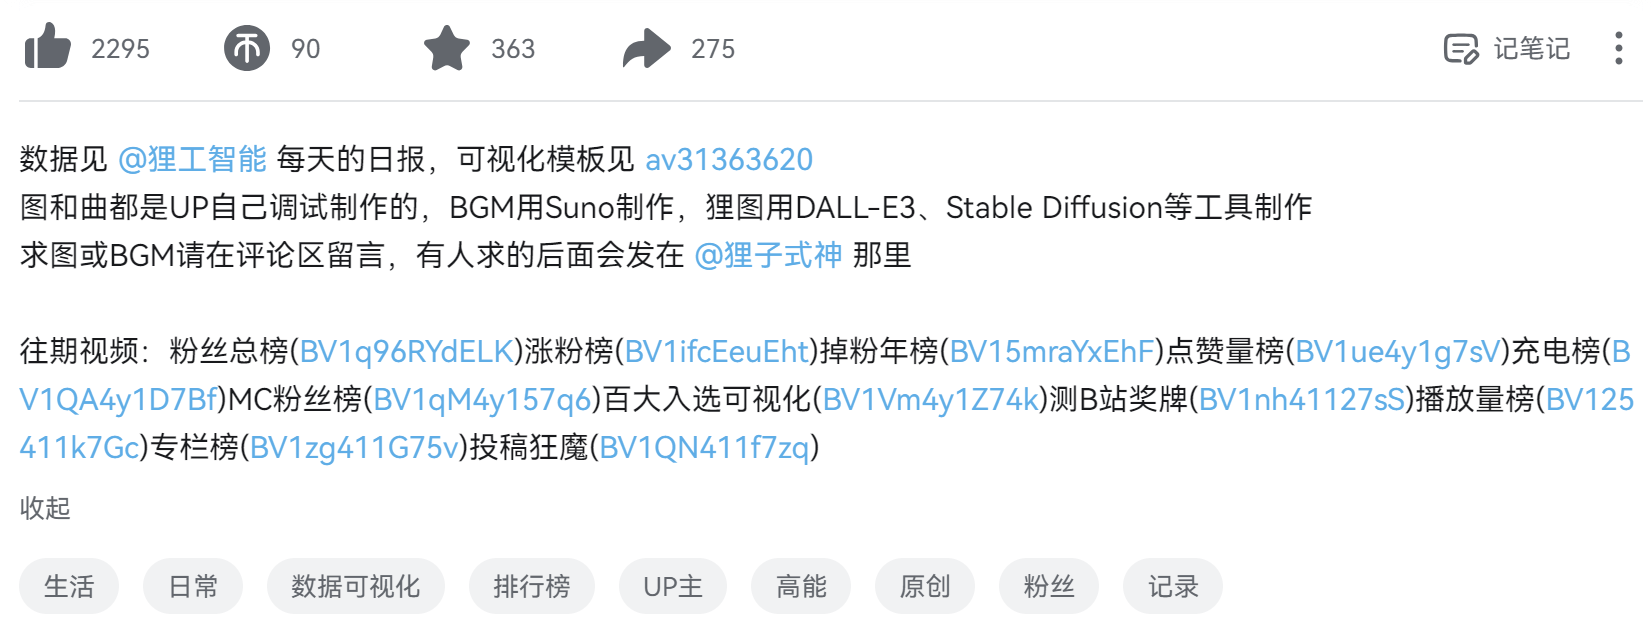 2295 90 363 275 记笔记
数据见 @狸工智能 每天的日报，可视化模板见 av31363620
图和曲都是UP自己调试制作的，BGM用Suno制作，狸图用DALL-E3、Stable Diffusion等工具制作
求图或BGM请在评论区留言，有人求的后面会发在 @狸子式神 那里
往期视频：粉丝总榜(BV1q96RYdELK)涨粉榜(BV1ifcEeuEht)掉粉年榜(BV15mraYxEhF)点赞量榜(BV1ue4y1g7sV)充电榜(B
V1QA4y1D7Bf)MC粉丝榜(BV1qM4y157q6)百大入选可视化(BV1Vm4y1Z74k)测B站奖牌(BV1nh41127sS)播放量榜(BV125
411k7Gc)专栏榜(BV1zg411G75v)投稿狂魔(BV1QN411f7zq)
收起
生活 日常 数据可视化 排行榜 UP主 高能 原创 粉丝 记录